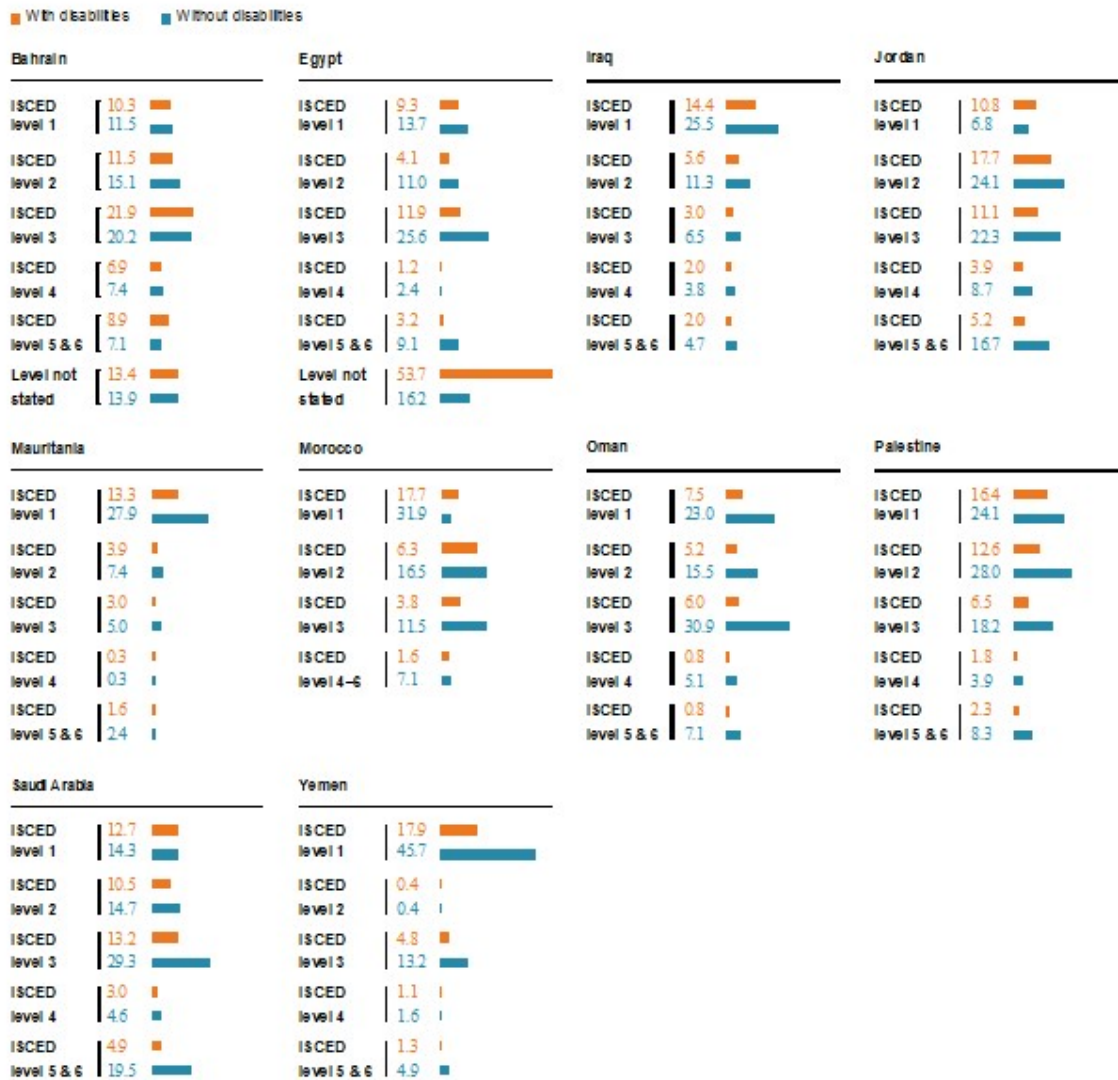 With disabilities Without disabilities
Bahrain
ISCED 10.3
level 1 11.5
ISCED 11.5
level 2 15.1
ISCED 21.9
level 3 20.2
ISCED 6.9
level 4 7.4
ISCED 8.9
level 5 & 6 7.1
Level not 13.4
stated 13.9
Egypt
ISCED 9.3
level 1 13.7
ISCED 4.1
level 2 11.0
ISCED 11.9
level 3 25.6
ISCED 1.2
level 4 2.4
ISCED 3.2
level 5 & 6 9.1
Level not 53.7
stated 16.2
Iraq
ISCED 14.4
level 1 25.5
ISCED 5.6
level 2 11.3
ISCED 3.0
level 3 6.5
ISCED 2.0
level 4 3.8
ISCED 2.0
level 5 & 6 4.7
Jordan
ISCED 10.8
level 1 6.8
ISCED 17.7
level 2 24.1
ISCED 11.1
level 3 22.3
ISCED 3.9
level 4 8.7
ISCED 5.2
level 5 & 6 16.7
Mauritania
ISCED 13.3
level 1 27.9
ISCED 3.9
level 2 7.4
ISCED 3.0
level 3 5.0
ISCED 0.3
level 4 0.3
ISCED 1.6
level 5 & 6 2.4
Morocco
ISCED 17.7
level 1 31.9
ISCED 6.3
level 2 16.5
ISCED 3.8
level 3 11.5
ISCED 1.6
level 4–6 7.1
Oman
ISCED 7.5
level 1 23.0
ISCED 5.2
level 2 15.5
ISCED 6.0
level 3 30.9
ISCED 0.8
level 4 5.1
ISCED 0.8
level 5 & 6 7.1
Palestine
ISCED 16.4
level 1 24.1
ISCED 12.6
level 2 28.0
ISCED 6.5
level 3 18.2
ISCED 1.8
level 4 3.9
ISCED 2.3
level 5 & 6 8.3
Saudi Arabia
ISCED 12.7
level 1 14.3
ISCED 10.5
level 2 14.7
ISCED 13.2
level 3 29.3
ISCED 3.0
level 4 4.6
ISCED 4.9
level 5 & 6 19.5
Yemen
ISCED 17.9
level 1 45.7
ISCED 0.4
level 2 0.4
ISCED 4.8
level 3 13.2
ISCED 1.1
level 4 1.6
ISCED 1.3
level 5 & 6 4.9